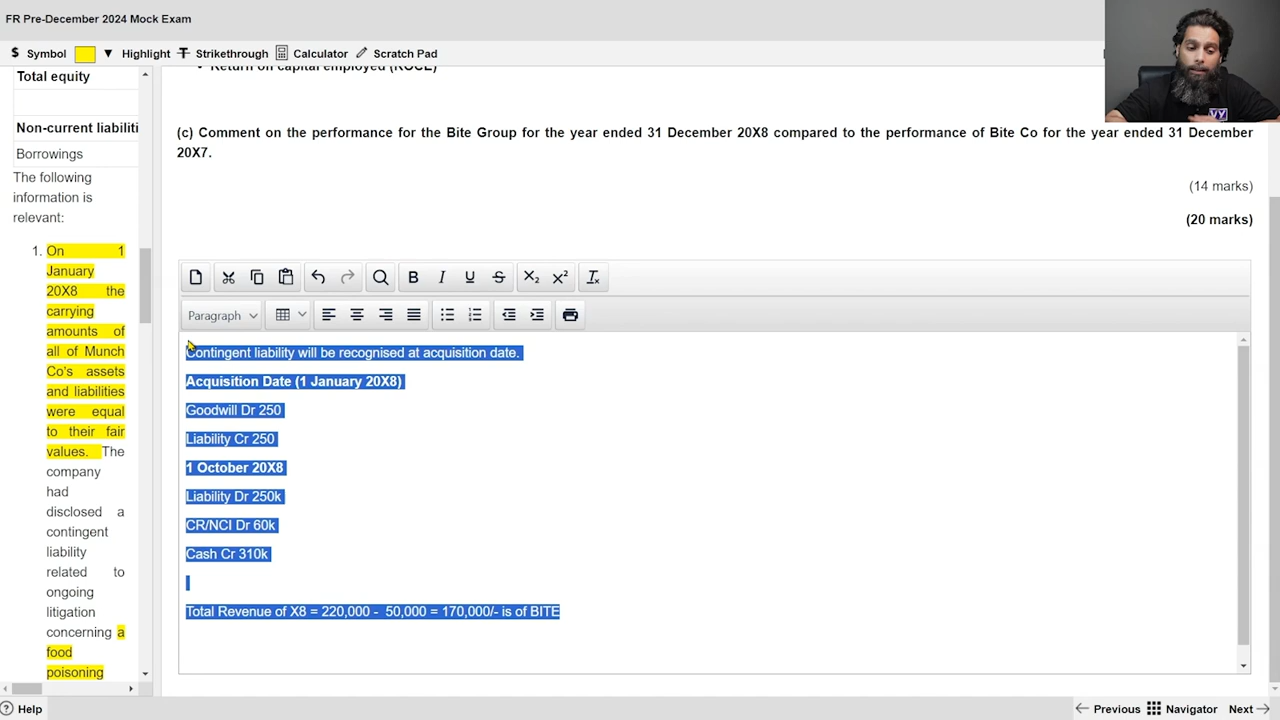 FR Pre-December 2024 Mock Exam
$ Symbol Highlight Strikethrough Calculator Scratch Pad
Total equity
Non-current liabiliti
Borrowings
The following
information is
relevant:
1. On 1
January
20X8 the
carrying
amounts of
all of Munch
Co's assets
and liabilities
were equal
to their fair
values. The
company
had
disclosed a
contingent
liability
related to
ongoing
litigation
concerning a
food
poisoning
• Return on capital employed (ROCE)
(c) Comment on the performance for the Bite Group for the year ended 31 December 20X8 compared to the performance of Bite Co for the year ended 31 December
20X7.
(14 marks)
(20 marks)
Paragraph
Contingent liability will be recognised at acquisition date.
Acquisition Date (1 January 20X8)
Goodwill Dr 250
Liability Cr 250
1 October 20X8
Liability Dr 250k
CR/NCI Dr 60k
Cash Cr 310k
Total Revenue of X8 = 220,000 - 50,000 = 170,000/- is of BITE
VY
Help
Previous Navigator Next